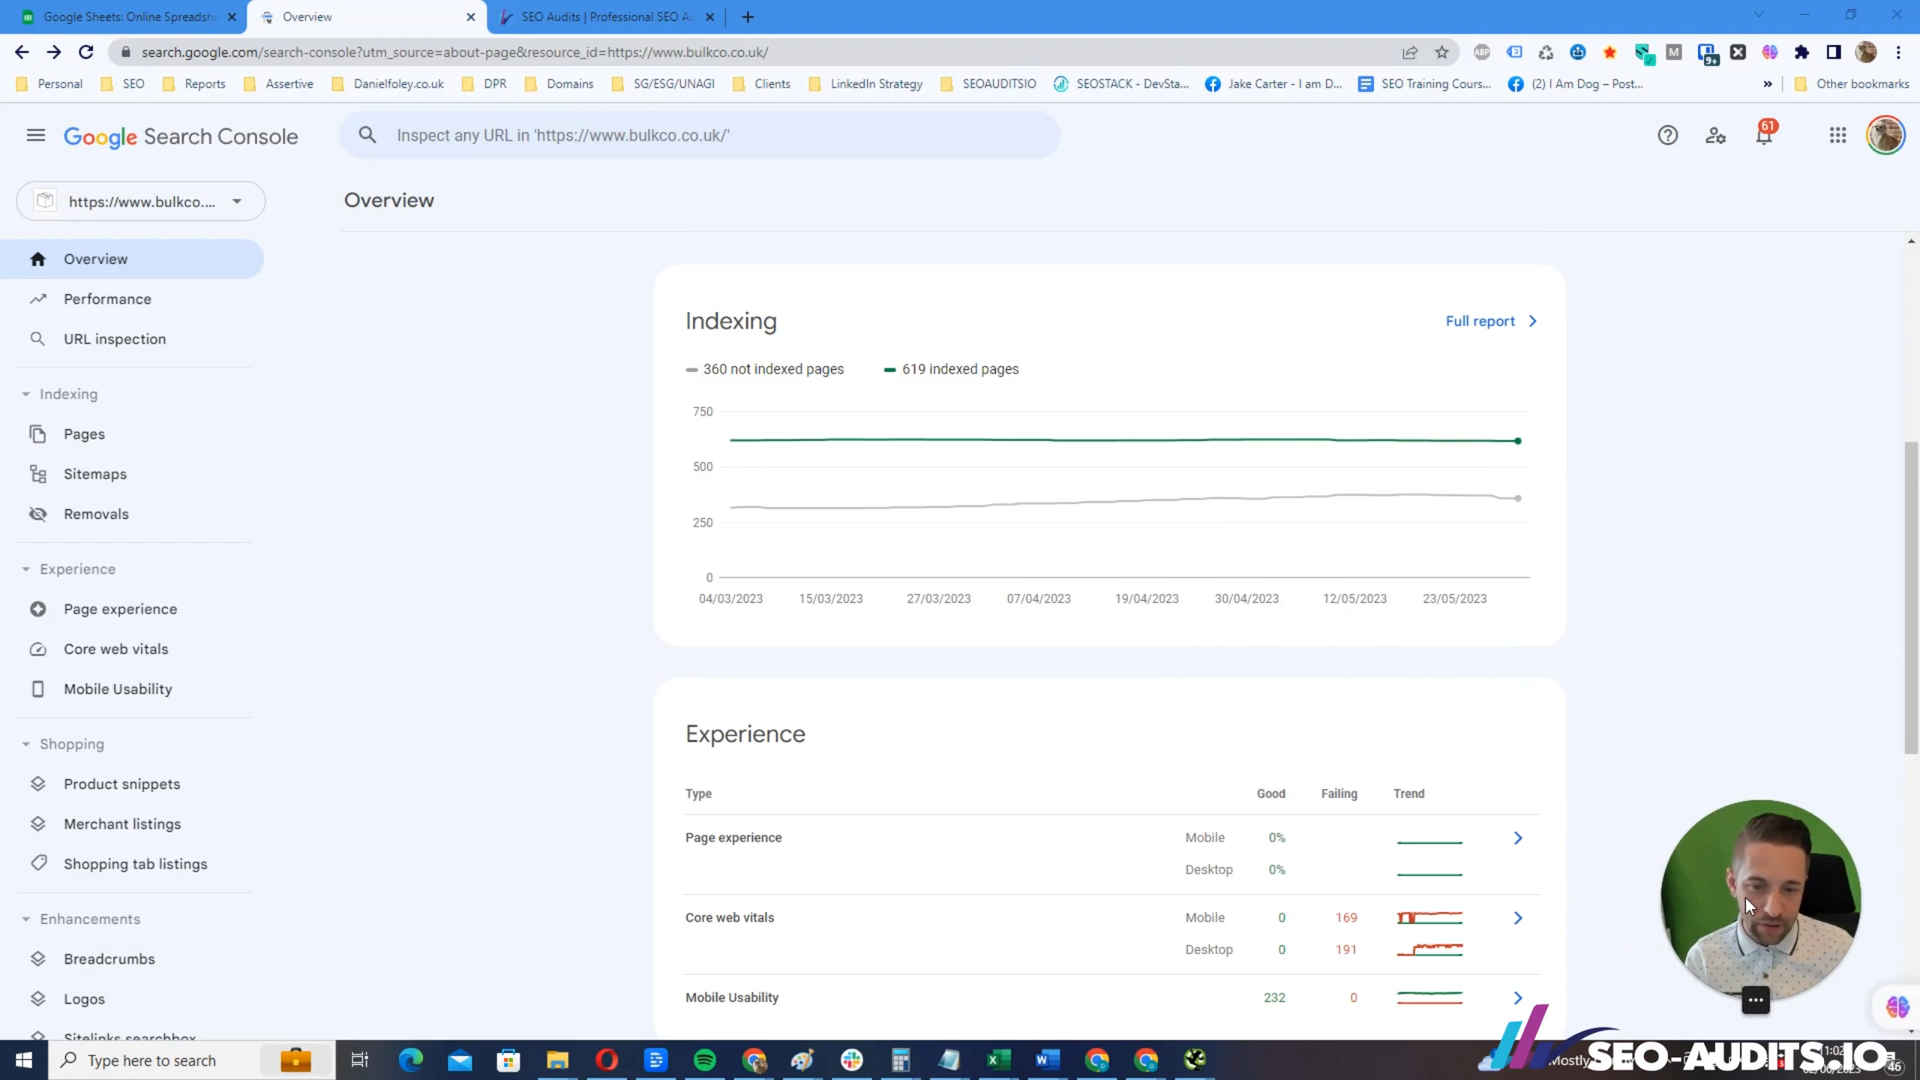 Google Sheets: Online Spreadsh
Overview
SEO Audits | Professional SEO Au
search.google.com/search-console?utm_source=about-page&resource_id=https://www.bulkco.co.uk/
Personal
SEO
Reports
Assertive
Danielfoley.co.uk
DPR
Domains
SG/ESG/UNAGI
Clients
LinkedIn Strategy
SEOAUDITSIO
SEOSTACK - DevSta...
Jake Carter - I am D...
SEO Training Cours...
(2) I Am Dog – Post...
»
Other bookmarks
ABP
M
9+
Google Search Console
Inspect any URL in 'https://www.bulkco.co.uk/'
61
https://www.bulkco....
Overview
Overview
Performance
URL inspection
Indexing
Pages
Sitemaps
Removals
Experience
Page experience
Core web vitals
Mobile Usability
Shopping
Product snippets
Merchant listings
Shopping tab listings
Enhancements
Breadcrumbs
Logos
Sitelinks searchbox
Indexing
Full report
360 not indexed pages
619 indexed pages
750
500
250
0
04/03/2023
15/03/2023
27/03/2023
07/04/2023
19/04/2023
30/04/2023
12/05/2023
23/05/2023
Experience
Type Good Failing Trend
Page experience Mobile 0%
Desktop 0%
Core web vitals Mobile 0 169
Desktop 0 191
Mobile Usability 232 0
Type here to search
Mostly
SEO-AUDITS.IO
46